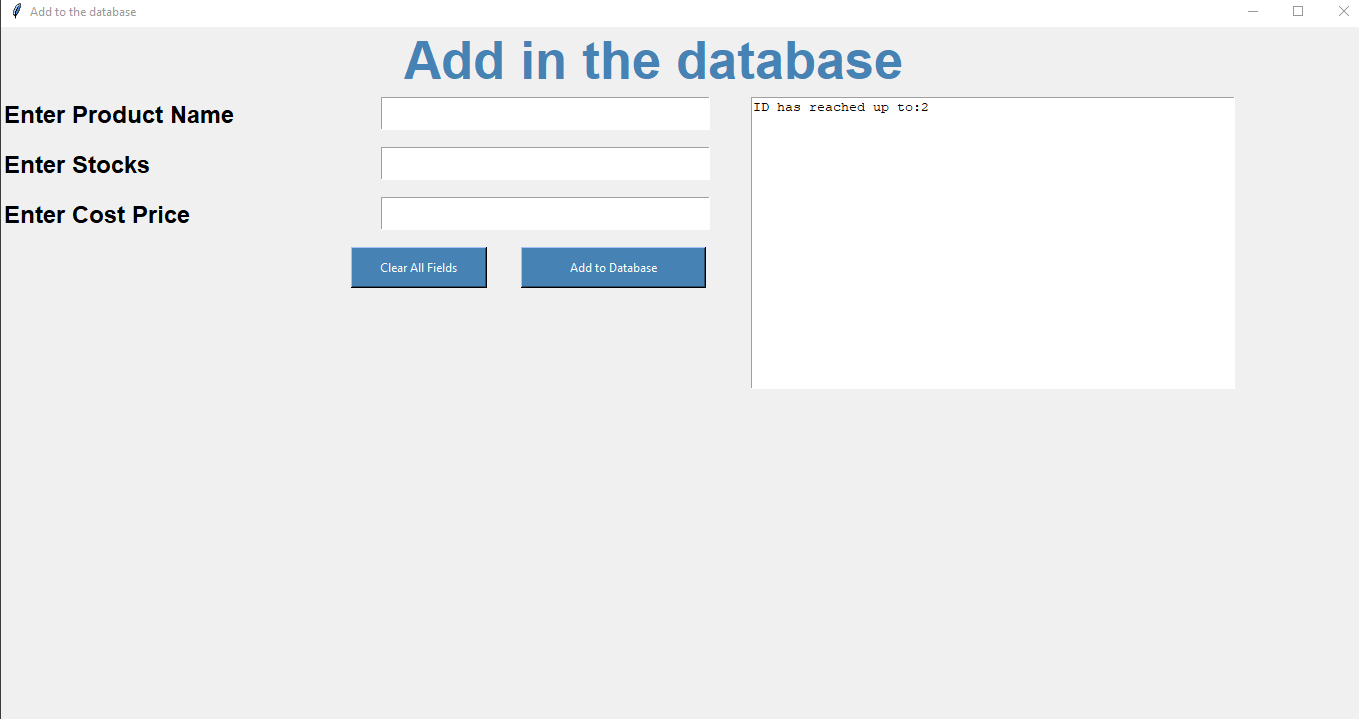 Add to the database
Add in the database
Enter Product Name
ID has reached up to:2
Enter Stocks
Enter Cost Price
Clear All Fields
Add to Database